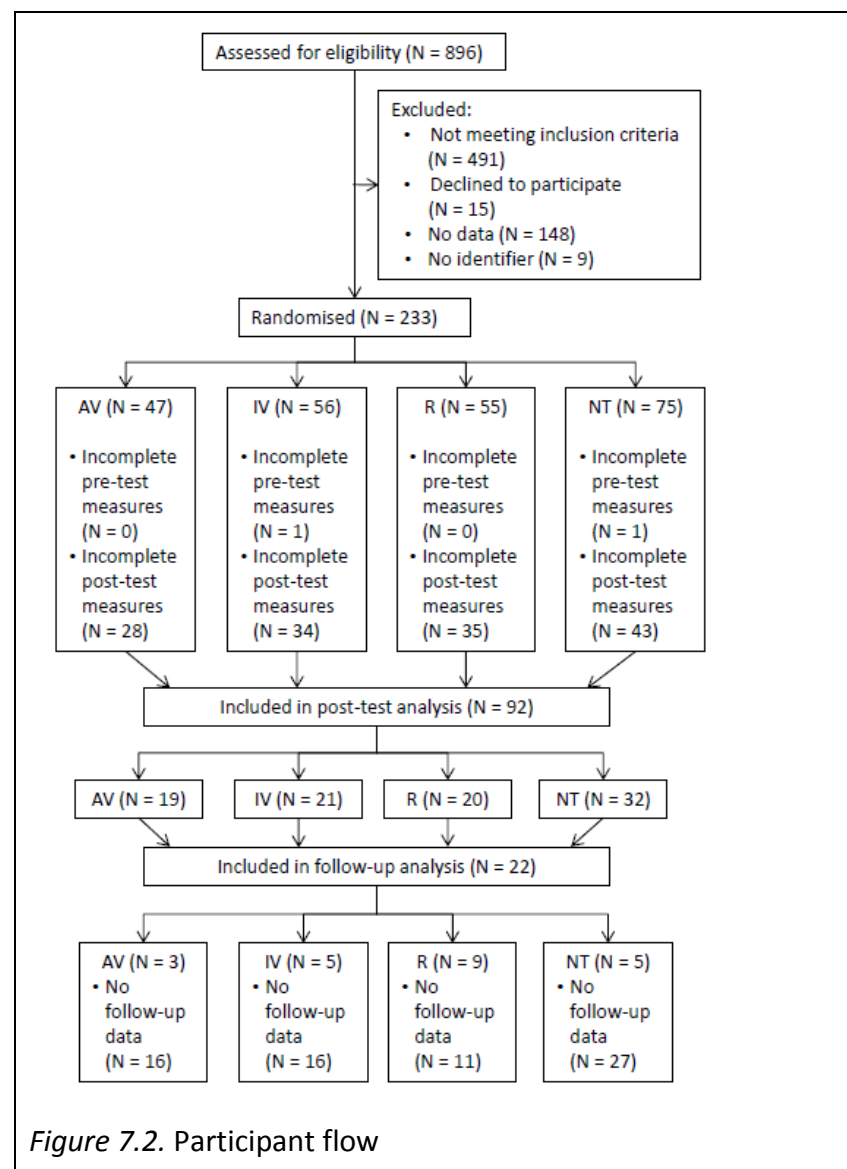 Assessed for eligibility (N = 896)
Excluded:
• Not meeting inclusion criteria
(N = 491)
• Declined to participate
(N = 15)
• No data (N = 148)
• No identifier (N = 9)
Randomised (N = 233)
AV (N = 47)
• Incomplete
pre-test
measures
(N = 0)
• Incomplete
post-test
measures
(N = 28)
IV (N = 56)
• Incomplete
pre-test
measures
(N = 1)
• Incomplete
post-test
measures
(N = 34)
R (N = 55)
• Incomplete
pre-test
measures
(N = 0)
• Incomplete
post-test
measures
(N = 35)
NT (N = 75)
• Incomplete
pre-test
measures
(N = 1)
• Incomplete
post-test
measures
(N = 43)
Included in post-test analysis (N = 92)
AV (N = 19)
IV (N = 21)
R (N = 20)
NT (N = 32)
Included in follow-up analysis (N = 22)
AV (N = 3)
• No
follow-up
data
(N = 16)
IV (N = 5)
• No
follow-up
data
(N = 16)
R (N = 9)
• No
follow-up
data
(N = 11)
NT (N = 5)
• No
follow-up
data
(N = 27)
Figure 7.2. Participant flow